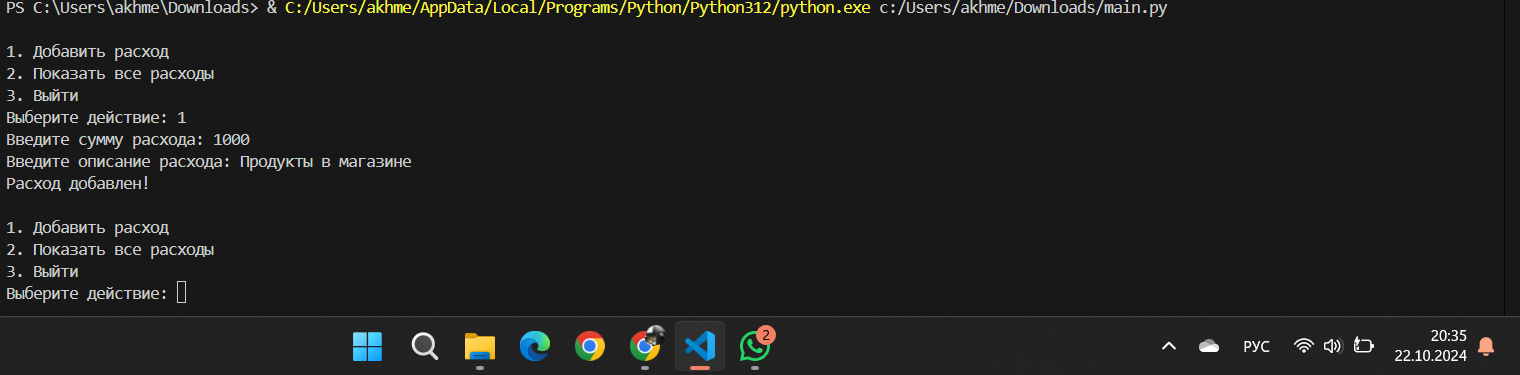 PS C:\Users\akhme\Downloads> & C:/Users/akhme/AppData/Local/Programs/Python/Python312/python.exe c:/Users/akhme/Downloads/main.py
1. Добавить расход
2. Показать все расходы
3. Выйти
Выберите действие: 1
Введите сумму расхода: 1000
Введите описание расхода: Продукты в магазине
Расход добавлен!
1. Добавить расход
2. Показать все расходы
3. Выйти
Выберите действие:
2
РУС
20:35
22.10.2024